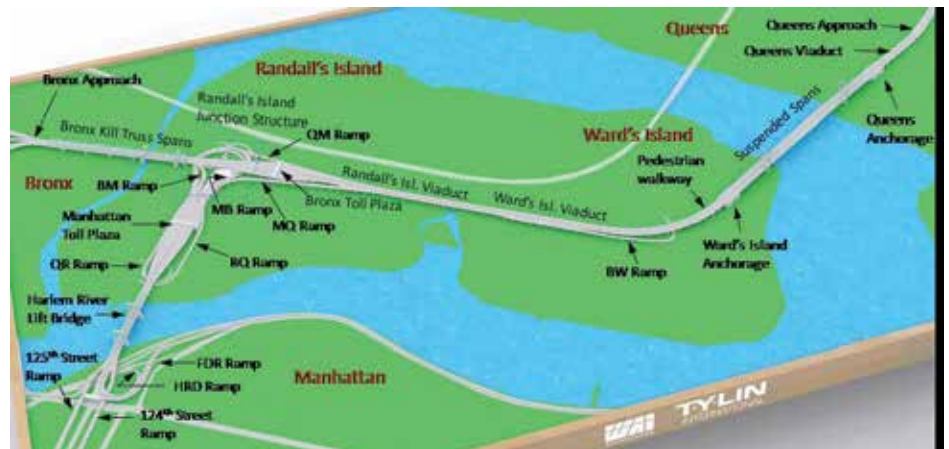 Queens Approach
Queens
Queens Viaduct
Randall's Island
Bronx Approach
Randall's Island
Junction Structure
Queens
Anchorage
Suspended Spans
QM Ramp
Ward's Island
Bronx Kill Truss Spans
Pedestrian
walkway
Bronx
BM Ramp
Randall's Isl. Viaduct
MB Ramp
Bronx Toll Plaza
Ward's Isl. Viaduct
Manhattan
Toll Plaza
MQ Ramp
Ward's Island
Anchorage
QR Ramp
RQ Ramp
BW Ramp
Harlem River
Lift Bridge
125th Street
Ramp
FDR Ramp
HRD Ramp
Manhattan
124th Street
Ramp
TYLIN
INTERNATIONAL